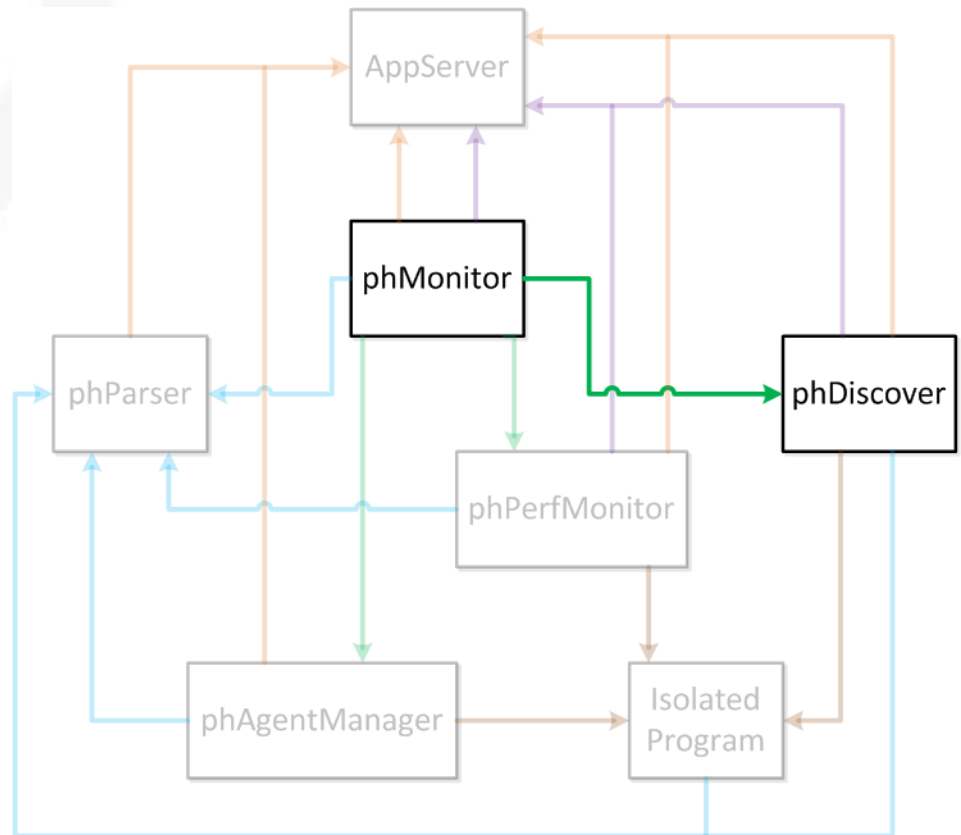 AppServer
phMonitor
phParser
phDiscover
phPerfMonitor
phAgentManager
Isolated
Program